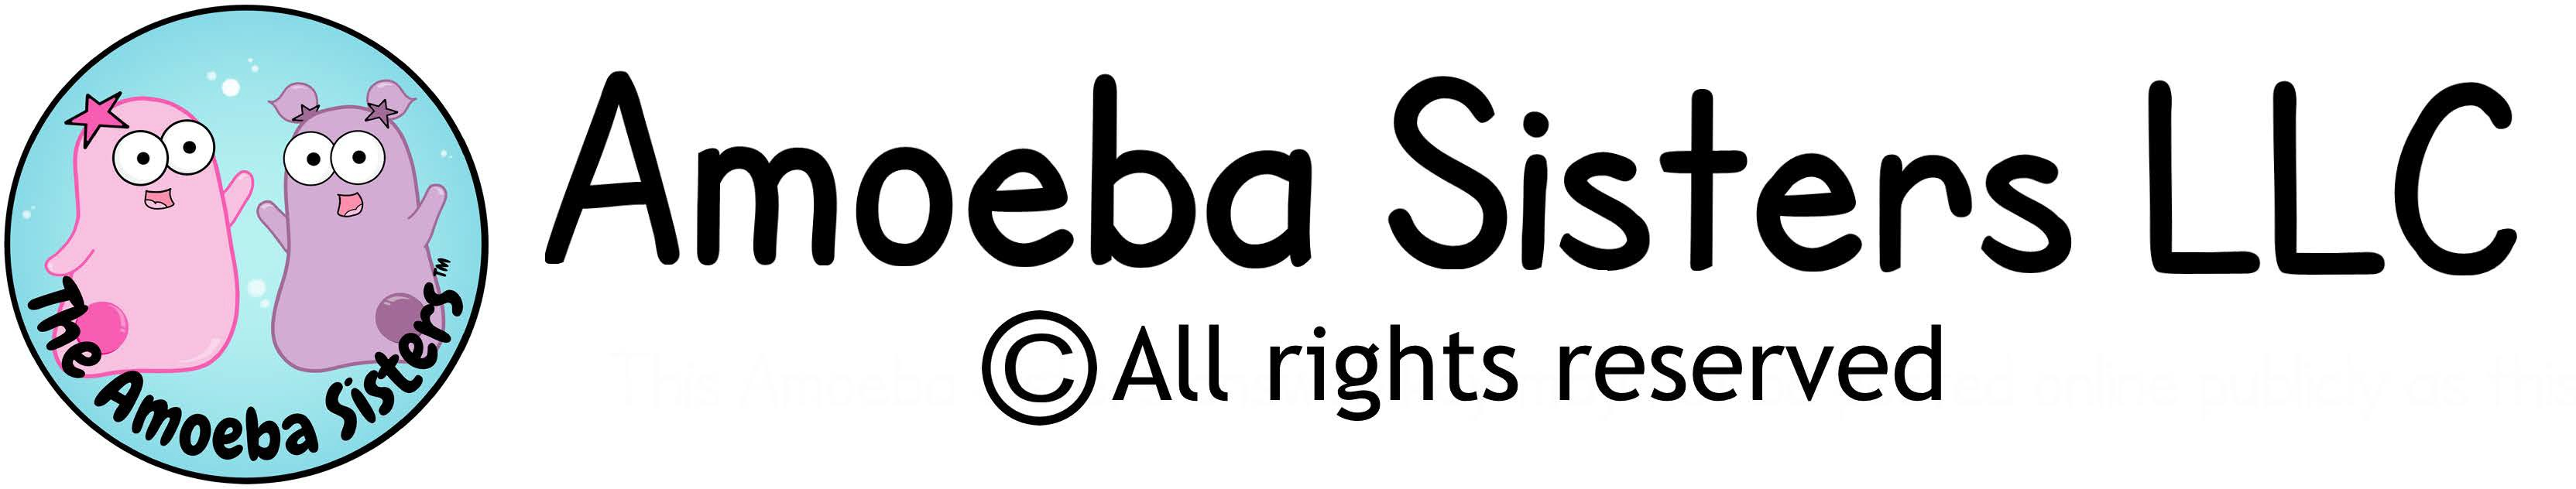 The Amoeba Sisters™
Amoeba Sisters LLC
©All rights reserved